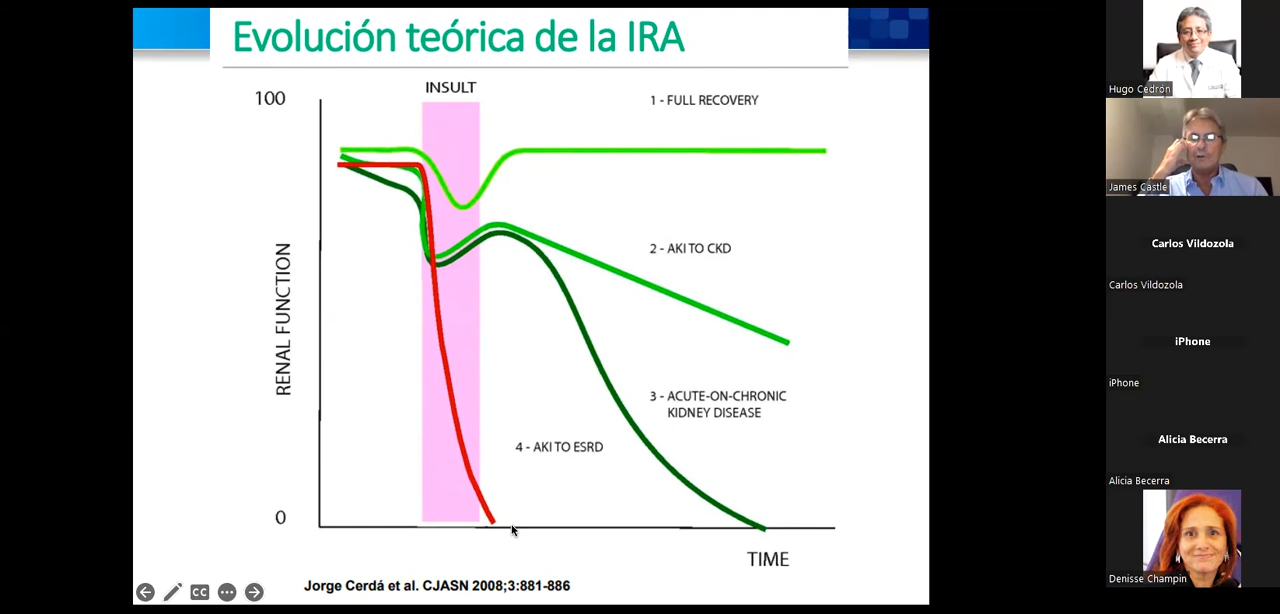 Evolución teórica de la IRA
INSULT
100
1 - FULL RECOVERY
RENAL FUNCTION
2 - AKI TO CKD
3 - ACUTE-ON-CHRONIC
KIDNEY DISEASE
4 - AKI TO ESRD
0
TIME
Jorge Cerdá et al. CJASN 2008;3:881-886
CC
Hugo Cedrón
James Castle
Carlos Vildozola
Carlos Vildozola
iPhone
iPhone
Alicia Becerra
Alicia Becerra
Denisse Champin